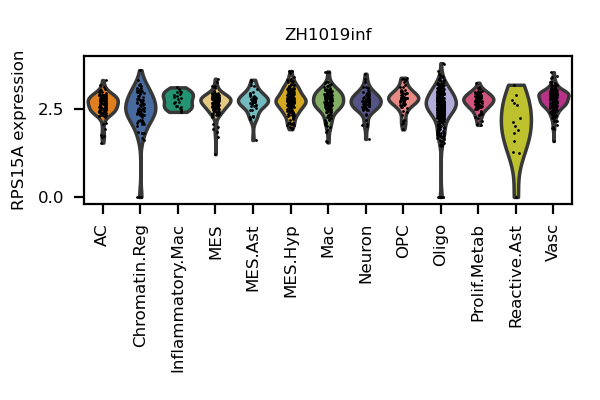 ZH1019inf
RPS15A expression
2.5
0.0
AC
Chromatin.Reg
Inflammatory.Mac
MES
MES.Ast
MES.Hyp
Mac
Neuron
OPC
Oligo
Prolif.Metab
Reactive.Ast
Vasc